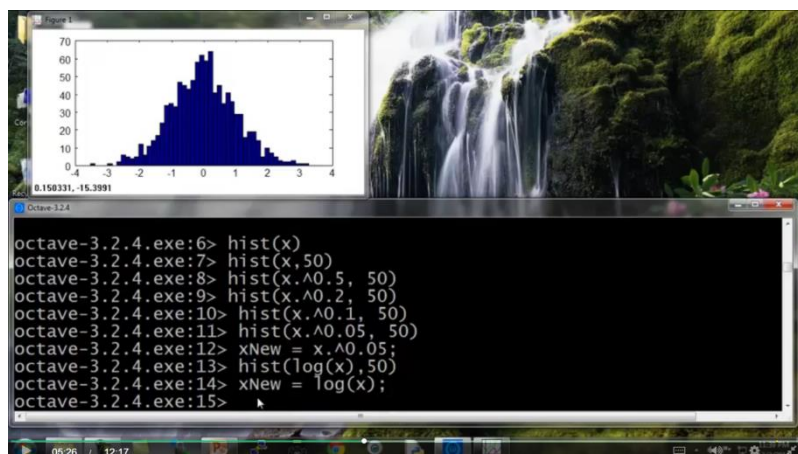 Figure 1
70
60
50
40
30
20
10
0
-4 -3 -2 -1 0 1 2 3 4
0.150331, -15.3991
Octave-3.2.4
octave-3.2.4.exe:6> hist(x)
octave-3.2.4.exe:7> hist(x,50)
octave-3.2.4.exe:8> hist(x.^0.5, 50)
octave-3.2.4.exe:9> hist(x.^0.2, 50)
octave-3.2.4.exe:10> hist(x.^0.1, 50)
octave-3.2.4.exe:11> hist(x.^0.05, 50)
octave-3.2.4.exe:12> xNew = x.^0.05;
octave-3.2.4.exe:13> hist(log(x),50)
octave-3.2.4.exe:14> xNew = log(x);
octave-3.2.4.exe:15>
05:26 / 12:17